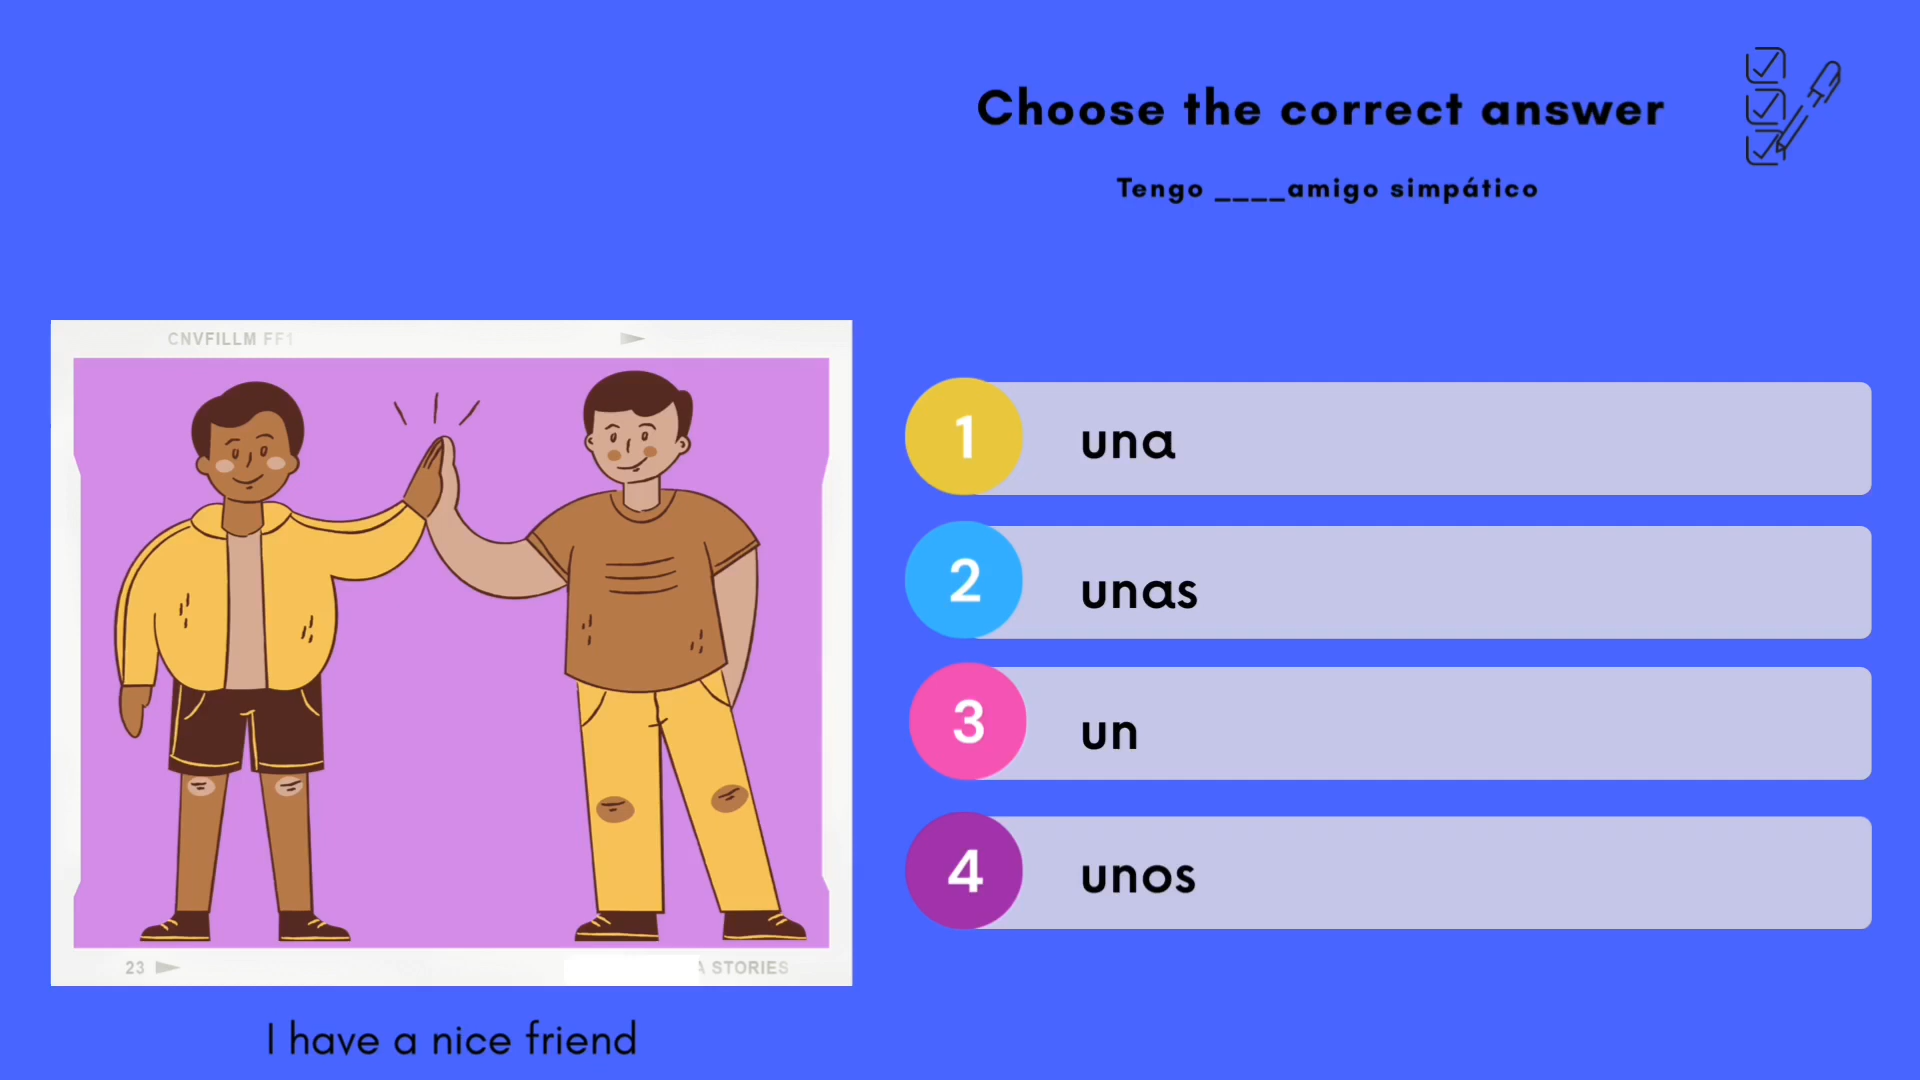 Choose the correct answer
Tengo ____amigo simpático
CNVFILLM FF1
1 una
2 unas
3 un
4 unos
23
A STORIES
I have a nice friend